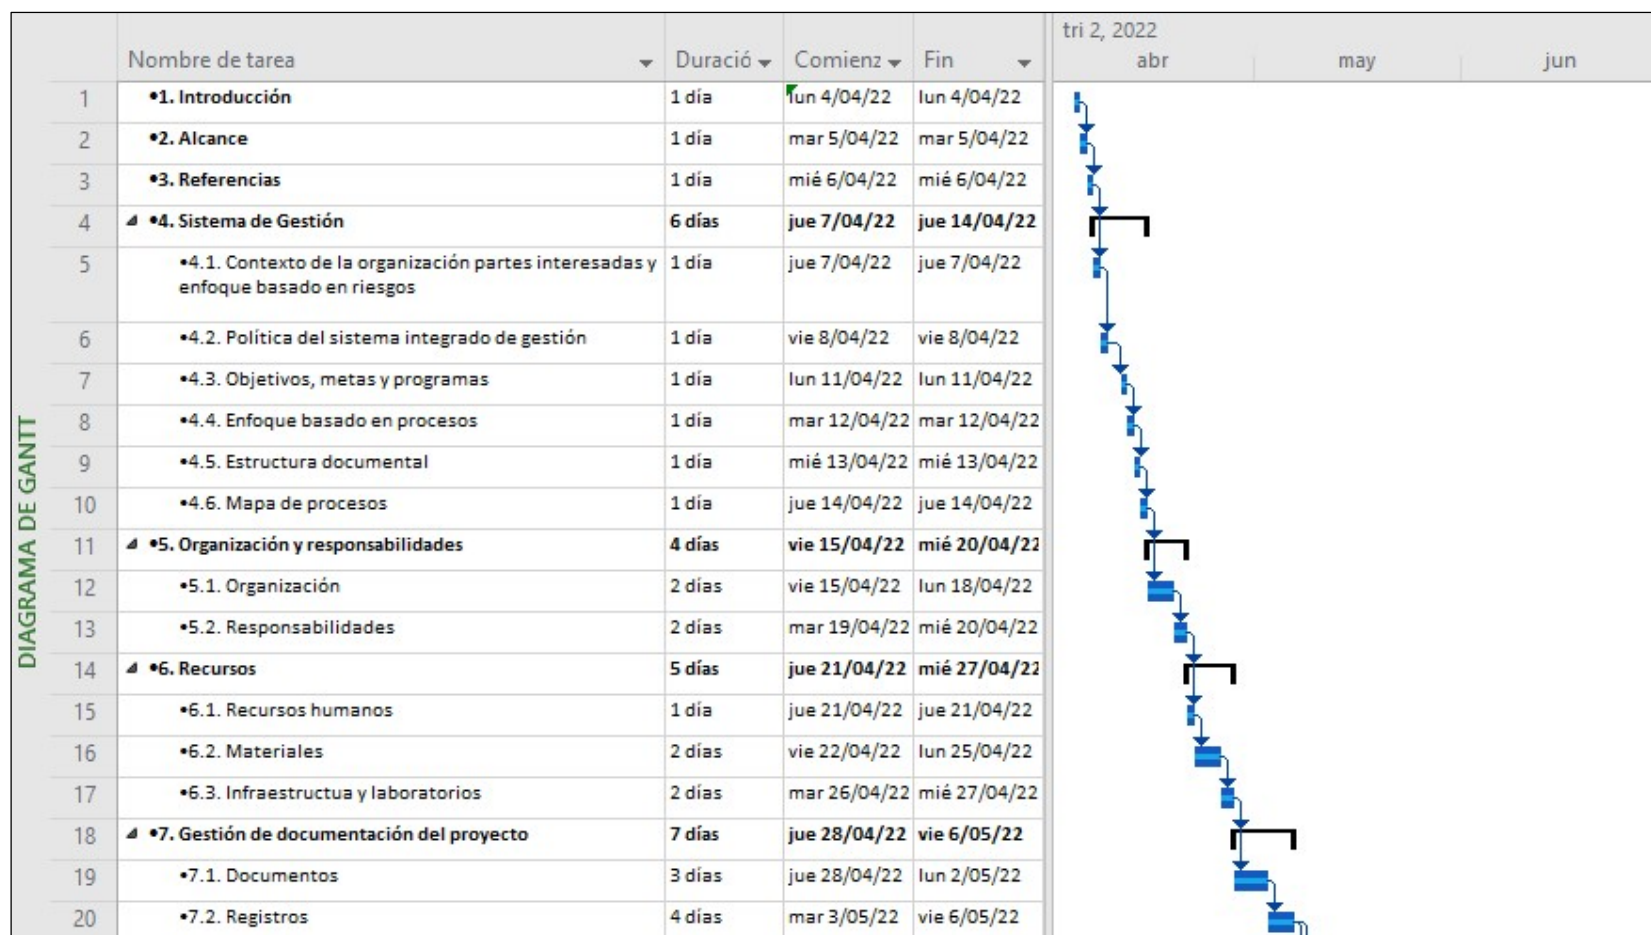 tri 2, 2022
Nombre de tarea Duració Comienz Fin abr may jun
1 •1. Introducción 1 día lun 4/04/22 lun 4/04/22
2 •2. Alcance 1 día mar 5/04/22 mar 5/04/22
3 •3. Referencias 1 día mié 6/04/22 mié 6/04/22
4 •4. Sistema de Gestión 6 días jue 7/04/22 jue 14/04/22
5 •4.1. Contexto de la organización partes interesadas y 1 día jue 7/04/22 jue 7/04/22
enfoque basado en riesgos
6 •4.2. Política del sistema integrado de gestión 1 día vie 8/04/22 vie 8/04/22
7 •4.3. Objetivos, metas y programas 1 día lun 11/04/22 lun 11/04/22
8 •4.4. Enfoque basado en procesos 1 día mar 12/04/22 mar 12/04/22
9 •4.5. Estructura documental 1 día mié 13/04/22 mié 13/04/22
10 •4.6. Mapa de procesos 1 día jue 14/04/22 jue 14/04/22
11 •5. Organización y responsabilidades 4 días vie 15/04/22 mié 20/04/22
12 •5.1. Organización 2 días vie 15/04/22 lun 18/04/22
13 •5.2. Responsabilidades 2 días mar 19/04/22 mié 20/04/22
14 •6. Recursos 5 días jue 21/04/22 mié 27/04/22
15 •6.1. Recursos humanos 1 día jue 21/04/22 jue 21/04/22
16 •6.2. Materiales 2 días vie 22/04/22 lun 25/04/22
17 •6.3. Infraestructua y laboratorios 2 días mar 26/04/22 mié 27/04/22
18 •7. Gestión de documentación del proyecto 7 días jue 28/04/22 vie 6/05/22
19 •7.1. Documentos 3 días jue 28/04/22 lun 2/05/22
20 •7.2. Registros 4 días mar 3/05/22 vie 6/05/22
DIAGRAMA DE GANTT